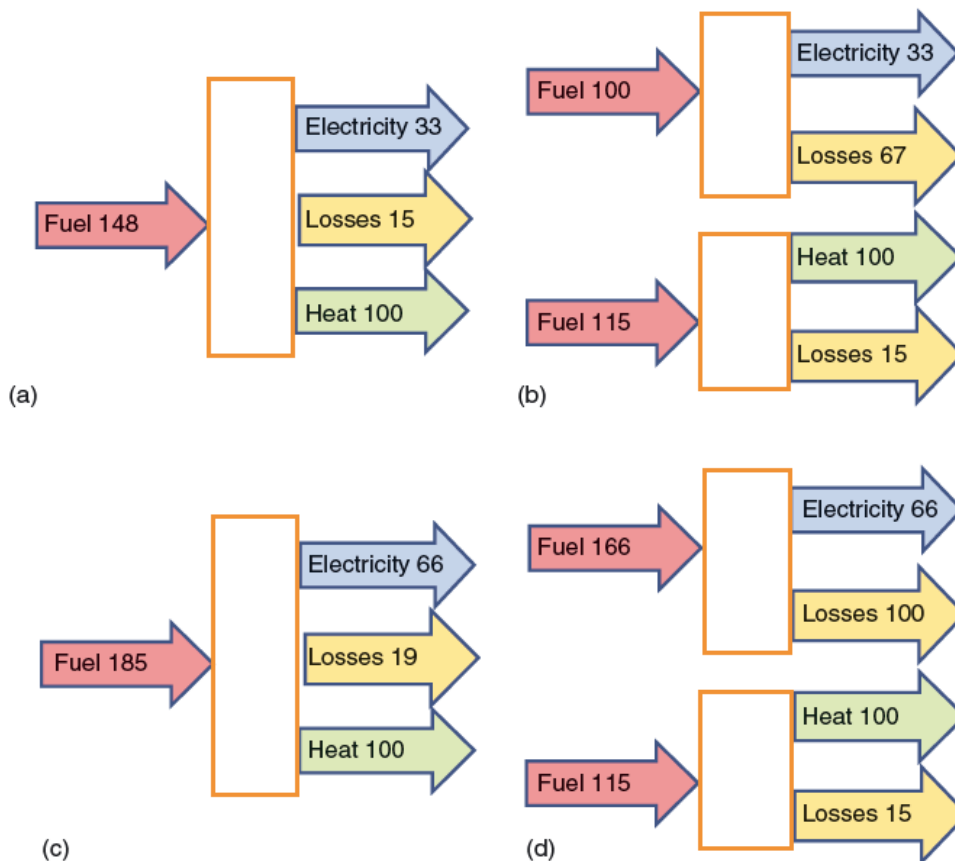 Fuel 148
Electricity 33
Losses 15
Heat 100
(a)
Fuel 100
Electricity 33
Losses 67
Fuel 115
Heat 100
Losses 15
(b)
Fuel 185
Electricity 66
Losses 19
Heat 100
(c)
Fuel 166
Electricity 66
Losses 100
Fuel 115
Heat 100
Losses 15
(d)